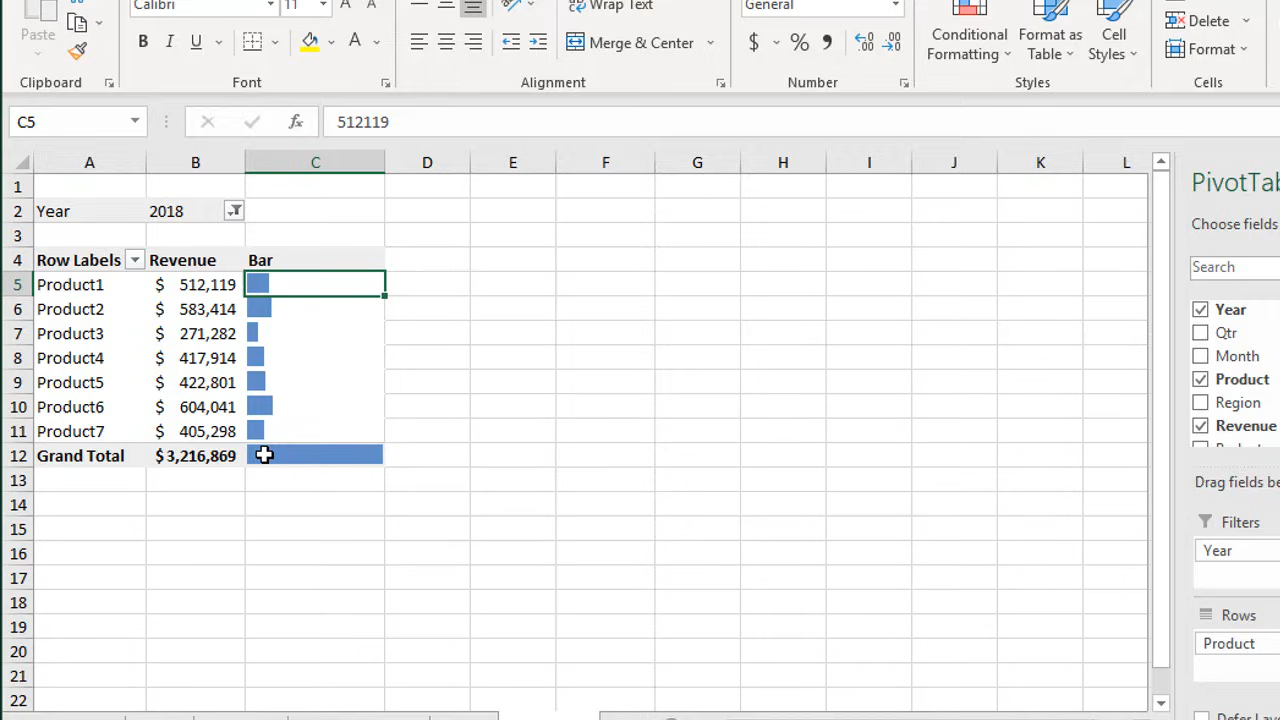 Calibri 11 A A Wrap Text General
Paste B I U A Merge & Center $ % , Conditional Formatting Format as Table Cell Styles Delete Format
Clipboard Font Alignment Number Styles Cells
C5 fx 512119
A B C D E F G H I J K L
1
2 Year 2018
3
4 Row Labels Revenue Bar
5 Product1 $ 512,119
6 Product2 $ 583,414
7 Product3 $ 271,282
8 Product4 $ 417,914
9 Product5 $ 422,801
10 Product6 $ 604,041
11 Product7 $ 405,298
12 Grand Total $ 3,216,869
13
14
15
16
17
18
19
20
21
22
PivotTab
Choose fields
Search
Year
Qtr
Month
Product
Region
Revenue
Drag fields be
Filters
Year
Rows
Product